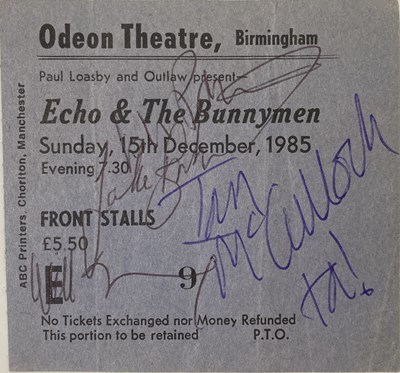 Odeon Theatre, Birmingham
Paul Loasby and Outlaw present—
Echo & The Bunnymen
Sunday, 15th December, 1985
Evening 7.30
FRONT STALLS
£5.50
E 9
No Tickets Exchanged nor Money Refunded
This portion to be retained P.T.O.
ABC Printers, Chorlton, Manchester
Ian
McCulloch
ta!
Will